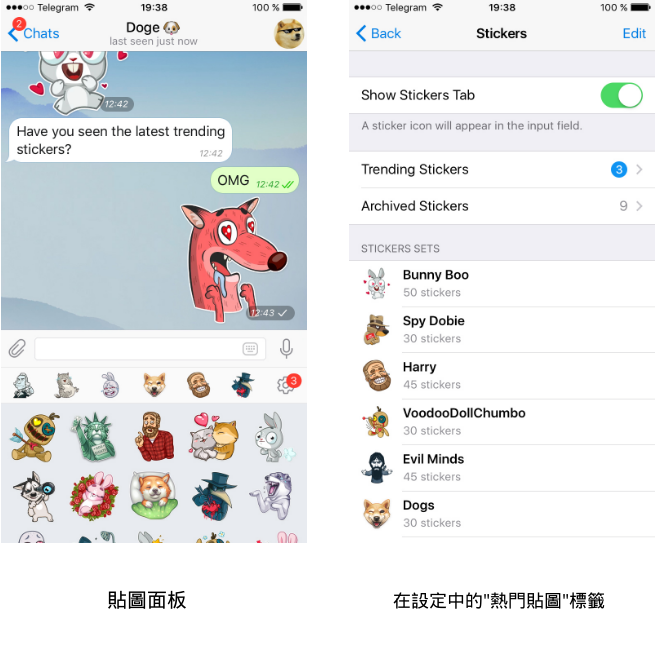 ●●●○○ Telegram 19:38 100 %
2
Chats
Doge 🐶
last seen just now
12:42
Have you seen the latest trending
stickers?
12:42
OMG 12:42
12:43
3
貼圖面板
●●●○○ Telegram 19:38 100 %
Back Stickers Edit
Show Stickers Tab
A sticker icon will appear in the input field.
Trending Stickers 3
Archived Stickers 9
STICKERS SETS
Bunny Boo
50 stickers
Spy Dobie
30 stickers
Harry
45 stickers
VoodooDollChumbo
30 stickers
Evil Minds
45 stickers
Dogs
30 stickers
在設定中的"熱門貼圖"標籤